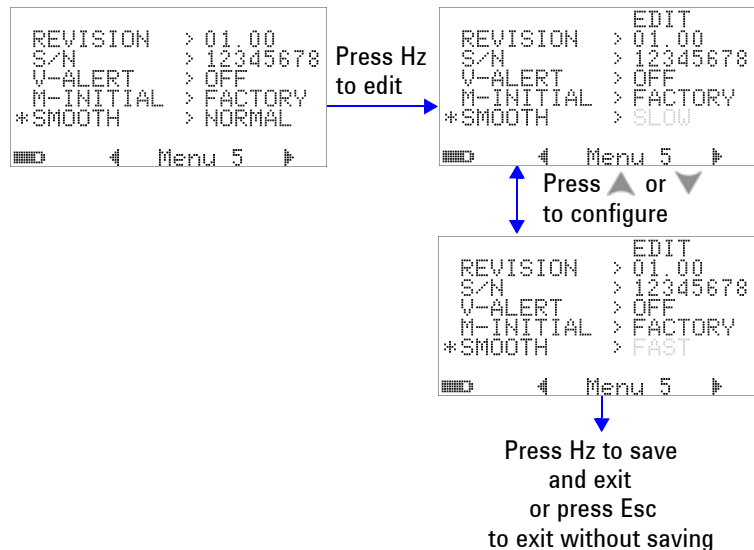 REVISION > 01.00
S/N > 12345678
V-ALERT > OFF
M-INITIAL > FACTORY
*SMOOTH > NORMAL
Menu 5
Press Hz
to edit
EDIT
REVISION > 01.00
S/N > 12345678
V-ALERT > OFF
M-INITIAL > FACTORY
*SMOOTH > SLOW
Menu 5
Press ▲ or ▼
to configure
EDIT
REVISION > 01.00
S/N > 12345678
V-ALERT > OFF
M-INITIAL > FACTORY
*SMOOTH > FAST
Menu 5
Press Hz to save
and exit
or press Esc
to exit without saving